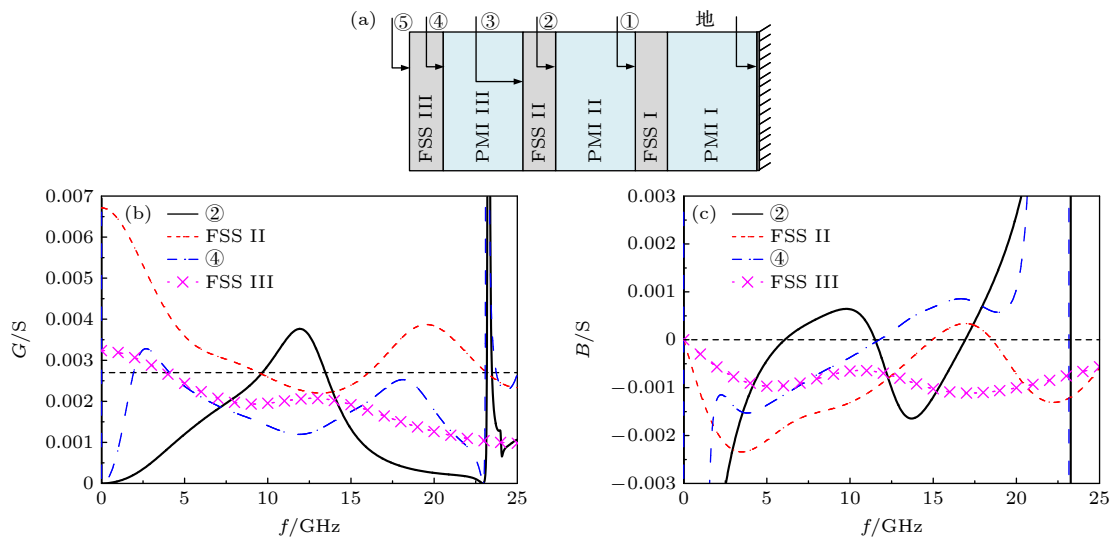 (a) ⑤ ④ ③ ② ① 地
FSS III
PMI III
FSS II
PMI II
FSS I
PMI I
(b)
②
FSS II
④
FSS III
0.007
0.006
0.005
0.004
0.003
0.002
0.001
0
G/S
0 5 10 15 20 25
f/GHz
(c)
②
FSS II
④
FSS III
0.003
0.002
0.001
0
−0.001
−0.002
−0.003
B/S
0 5 10 15 20 25
f/GHz